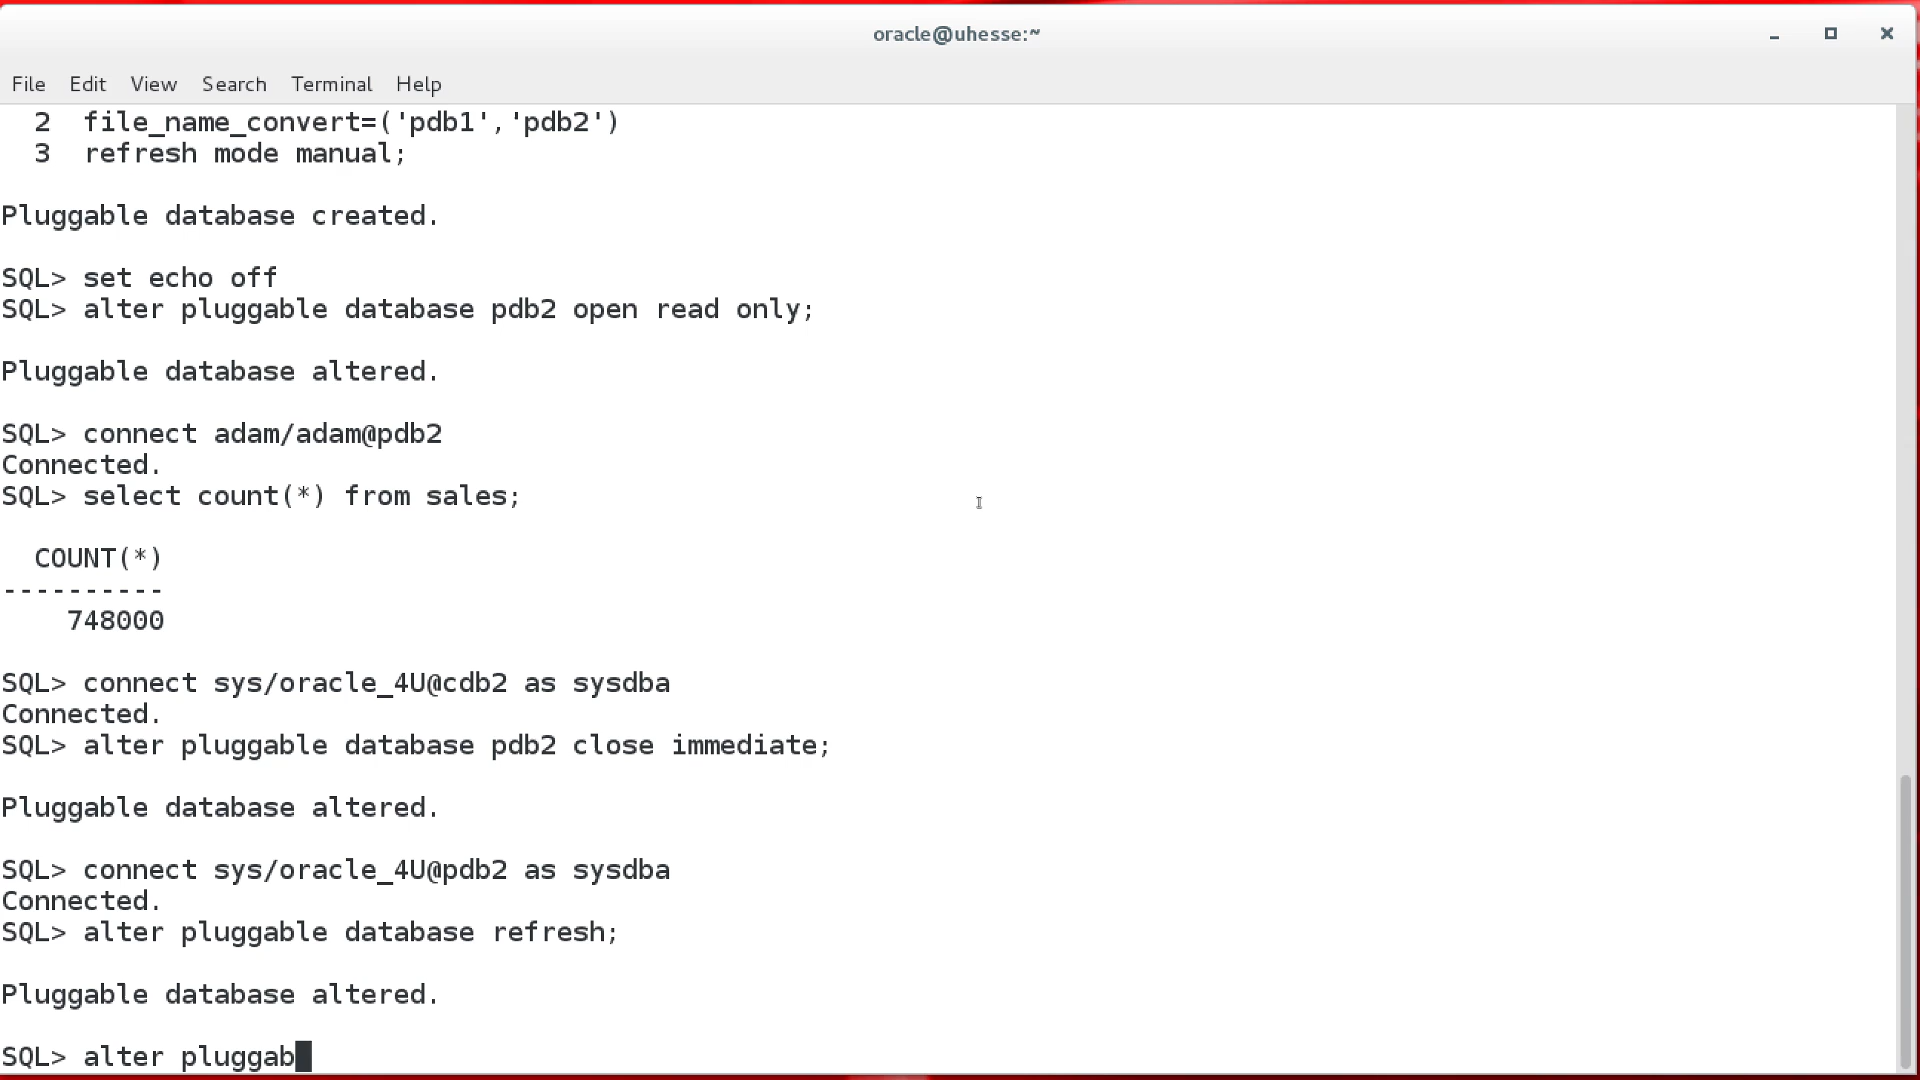 oracle@uhesse:~
File Edit View Search Terminal Help
2 file_name_convert=('pdb1','pdb2')
3 refresh mode manual;
Pluggable database created.
SQL> set echo off
SQL> alter pluggable database pdb2 open read only;
Pluggable database altered.
SQL> connect adam/adam@pdb2
Connected.
SQL> select count(*) from sales;
COUNT(*)
----------
748000
SQL> connect sys/oracle_4U@cdb2 as sysdba
Connected.
SQL> alter pluggable database pdb2 close immediate;
Pluggable database altered.
SQL> connect sys/oracle_4U@pdb2 as sysdba
Connected.
SQL> alter pluggable database refresh;
Pluggable database altered.
SQL> alter pluggab